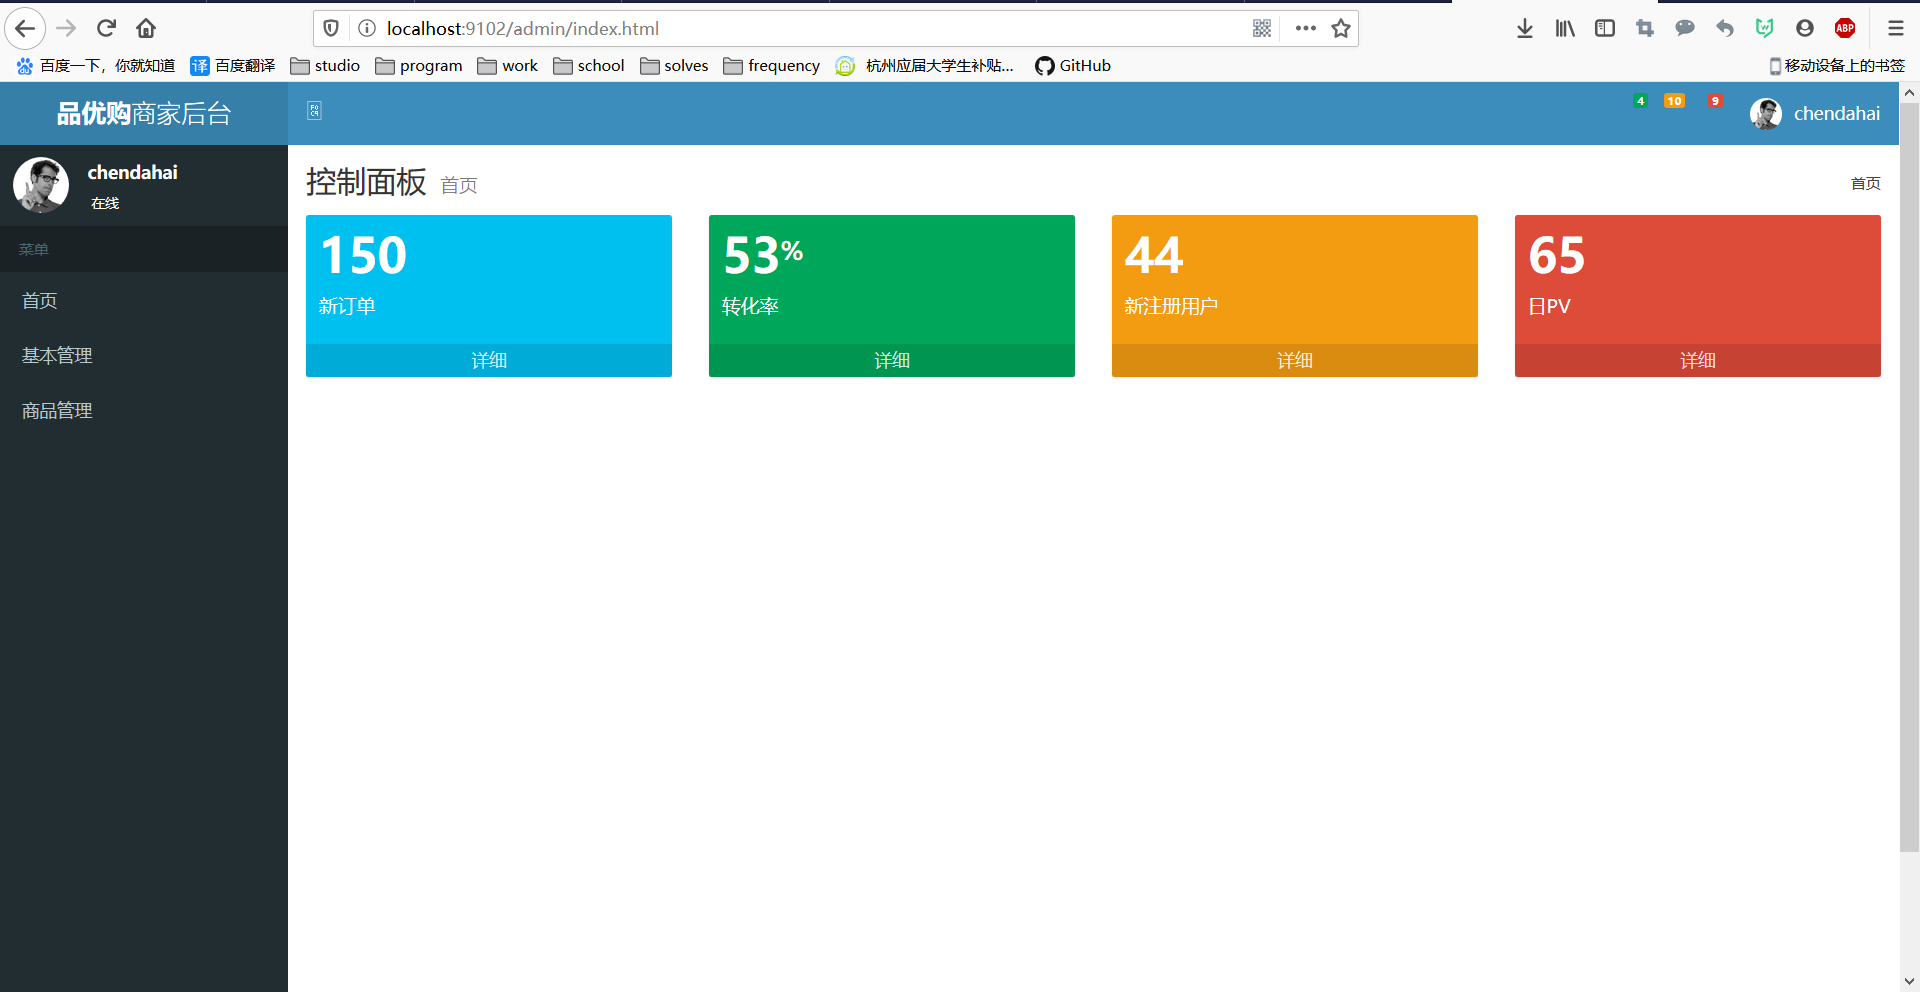 localhost:9102/admin/index.html
ABP
百度一下，你就知道
译 百度翻译
studio
program
work
school
solves
frequency
杭州应届大学生补贴...
GitHub
移动设备上的书签
品优购商家后台
4
10
9
chendahai
chendahai
在线
菜单
首页
基本管理
商品管理
控制面板 首页
首页
150
新订单
详细
53%
转化率
详细
44
新注册用户
详细
65
日PV
详细